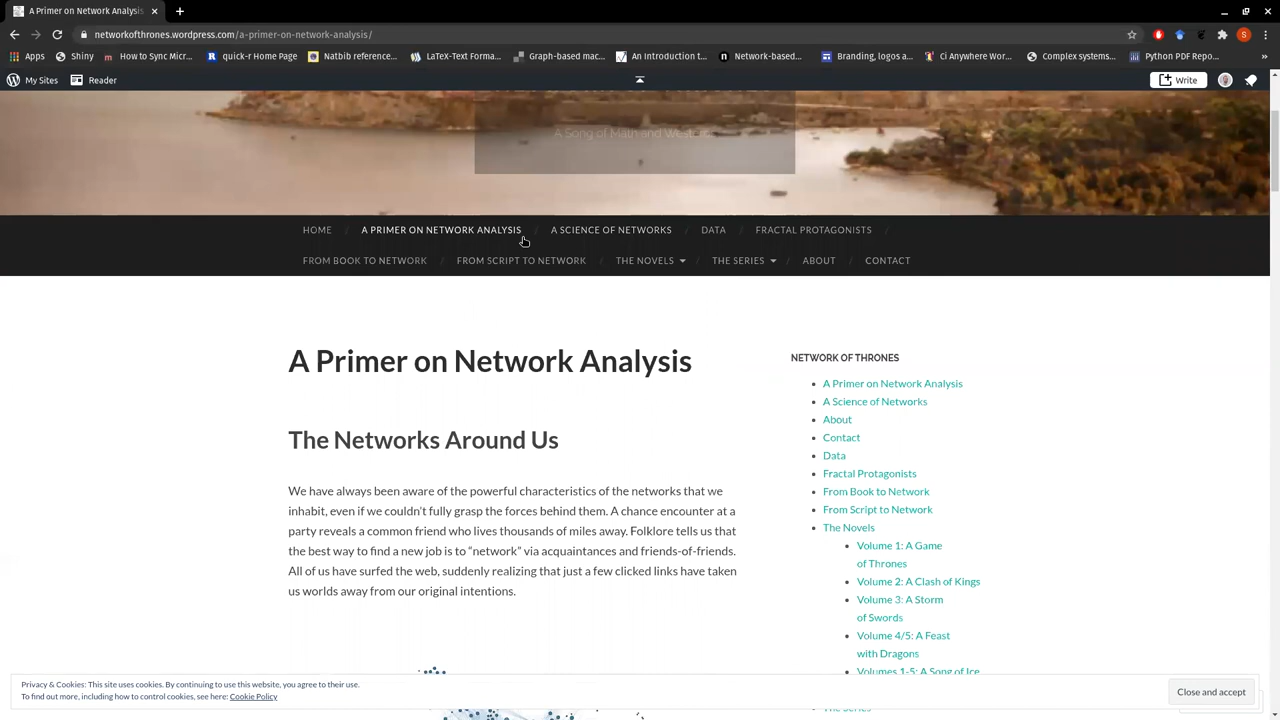 A Primer on Network Analysis
networkofthrones.wordpress.com/a-primer-on-network-analysis/
Apps Shiny How to Sync Micr... quick-r Home Page Natbib reference... LaTeX-Text Forma... Graph-based mac... An Introduction t... Network-based... Branding, logos a... Ci Anywhere Wor... Complex systems... Python PDF Repo... »
My Sites Reader Write
A Song of Math and Westeros
HOME / A PRIMER ON NETWORK ANALYSIS / A SCIENCE OF NETWORKS / DATA / FRACTAL PROTAGONISTS /
FROM BOOK TO NETWORK / FROM SCRIPT TO NETWORK / THE NOVELS / THE SERIES / ABOUT / CONTACT
A Primer on Network Analysis
The Networks Around Us
We have always been aware of the powerful characteristics of the networks that we
inhabit, even if we couldn't fully grasp the forces behind them. A chance encounter at a
party reveals a common friend who lives thousands of miles away. Folklore tells us that
the best way to find a new job is to “network” via acquaintances and friends-of-friends.
All of us have surfed the web, suddenly realizing that just a few clicked links have taken
us worlds away from our original intentions.
NETWORK OF THRONES
A Primer on Network Analysis
A Science of Networks
About
Contact
Data
Fractal Protagonists
From Book to Network
From Script to Network
The Novels
Volume 1: A Game
of Thrones
Volume 2: A Clash of Kings
Volume 3: A Storm
of Swords
Volume 4/5: A Feast
with Dragons
Volumes 1-5: A Song of Ice
The Series
Privacy & Cookies: This site uses cookies. By continuing to use this website, you agree to their use.
To find out more, including how to control cookies, see here: Cookie Policy
Close and accept